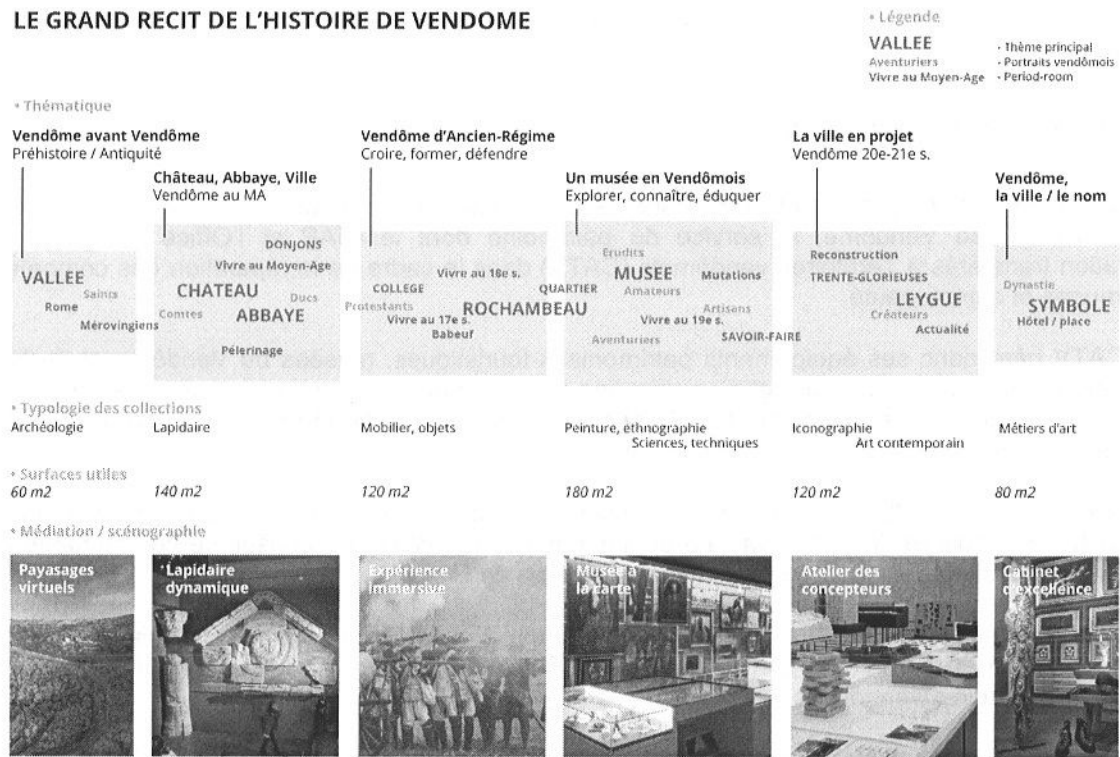 LE GRAND RECIT DE L'HISTOIRE DE VENDOME
• Légende
VALLEE - Thème principal
Aventuriers - Portraits vendômois
Vivre au Moyen-Age - Period-room
• Thématique
Vendôme avant Vendôme
Préhistoire / Antiquité
Château, Abbaye, Ville
Vendôme au MA
Vendôme d'Ancien-Régime
Croire, former, défendre
Un musée en Vendômois
Explorer, connaître, éduquer
La ville en projet
Vendôme 20e-21e s.
Vendôme,
la ville / le nom
VALLEE
Saints
Rome
Mérovingiens
DONJONS
Vivre au Moyen-Age
CHATEAU
Ducs
Comtes
ABBAYE
Pélerinage
Vivre au 18e s.
COLLEGE
QUARTIER
Protestants
ROCHAMBEAU
Vivre au 17e s.
Babeuf
Erudits
MUSEE
Mutations
Amateurs
Artisans
Vivre au 19e s.
Aventuriers
SAVOIR-FAIRE
Reconstruction
TRENTE-GLORIEUSES
LEYGUE
Créateurs
Actualité
Dynastie
SYMBOLE
Hôtel / place
• Typologie des collections
Archéologie
Lapidaire
Mobilier, objets
Peinture, ethnographie
Sciences, techniques
Iconographie
Art contemporain
Métiers d'art
• Surfaces utiles
60 m2
140 m2
120 m2
180 m2
120 m2
80 m2
• Médiation / scénographie
Payasages
virtuels
Lapidaire
dynamique
Expérience
immersive
Musée à
la carte
Atelier des
concepteurs
Cabinet
d'excellence